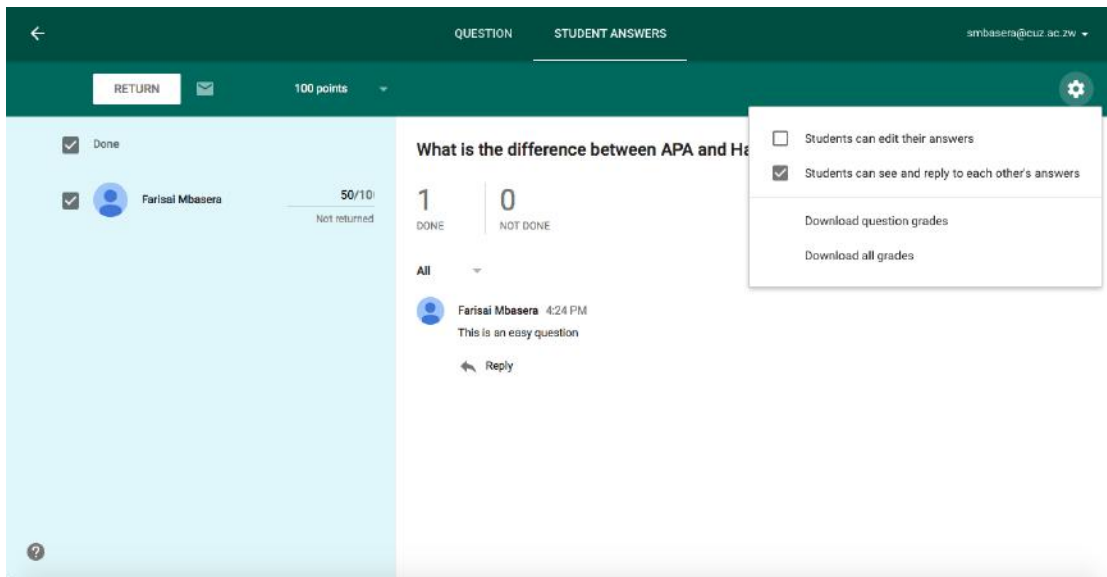 QUESTION STUDENT ANSWERS smbasera@cuz.ac.zw
RETURN 100 points
Done
Farisai Mbasera 50/10
Not returned
What is the difference between APA and Ha
1 0
DONE NOT DONE
All
Farisai Mbasera 4:24 PM
This is an easy question
Reply
Students can edit their answers
Students can see and reply to each other's answers
Download question grades
Download all grades
?